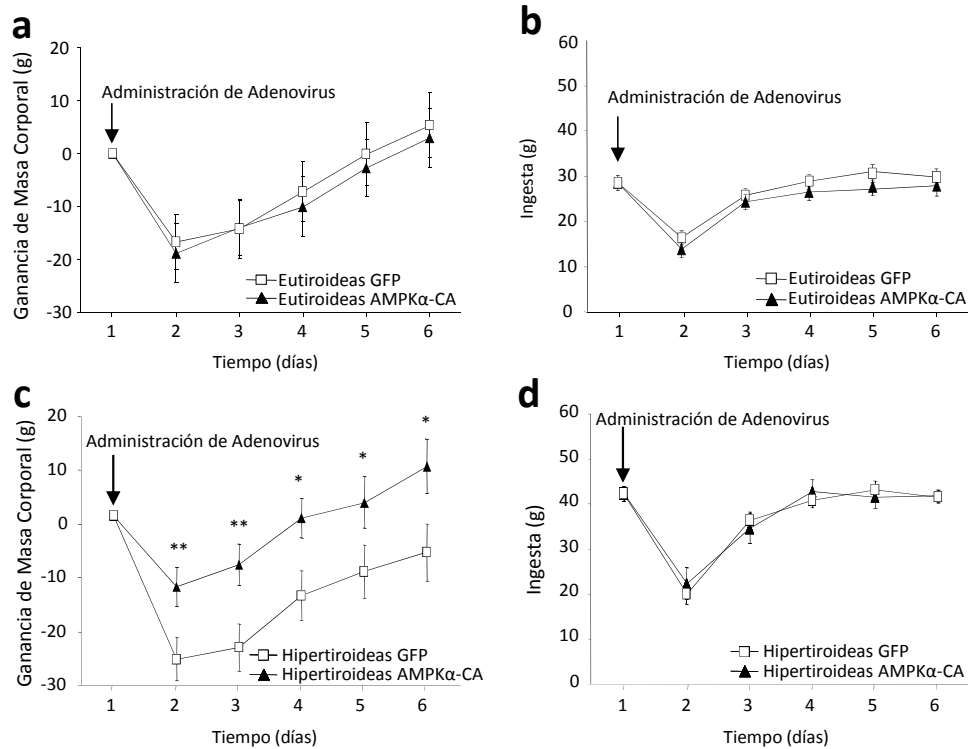 a
Ganancia de Masa Corporal (g)
20
10
0
-10
-20
-30
Administración de Adenovirus
Eutiroideas GFP
Eutiroideas AMPKα-CA
1 2 3 4 5 6
Tiempo (días)
b
Ingesta (g)
60
50
40
30
20
10
0
Administración de Adenovirus
Eutiroideas GFP
Eutiroideas AMPKα-CA
1 2 3 4 5 6
Tiempo (días)
c
Ganancia de Masa Corporal (g)
20
10
0
-10
-20
-30
Administración de Adenovirus
** ** * * *
Hipertiroideas GFP
Hipertiroideas AMPKα-CA
1 2 3 4 5 6
Tiempo (días)
d
Ingesta (g)
60
50
40
30
20
10
0
Administración de Adenovirus
Hipertiroideas GFP
Hipertiroideas AMPKα-CA
1 2 3 4 5 6
Tiempo (días)